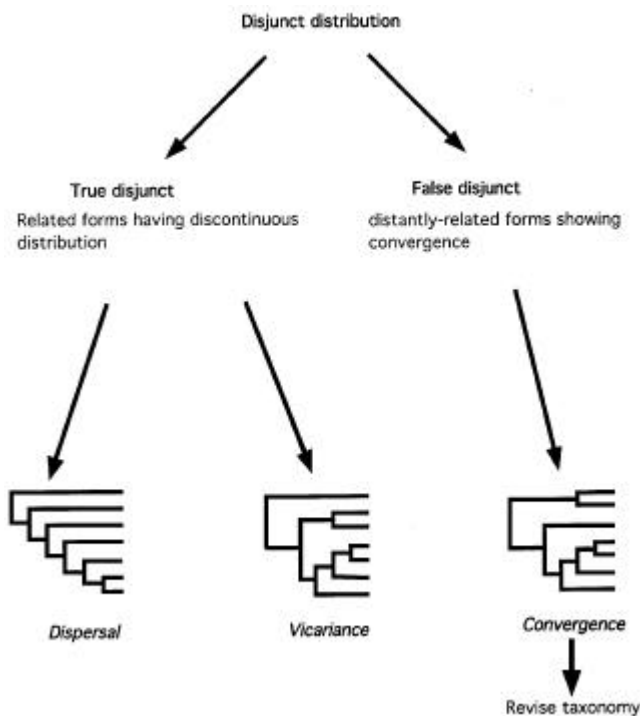 Disjunct distribution
True disjunct
Related forms having discontinuous
distribution
False disjunct
distantly-related forms showing
convergence
Dispersal
Vicariance
Convergence
Revise taxonomy